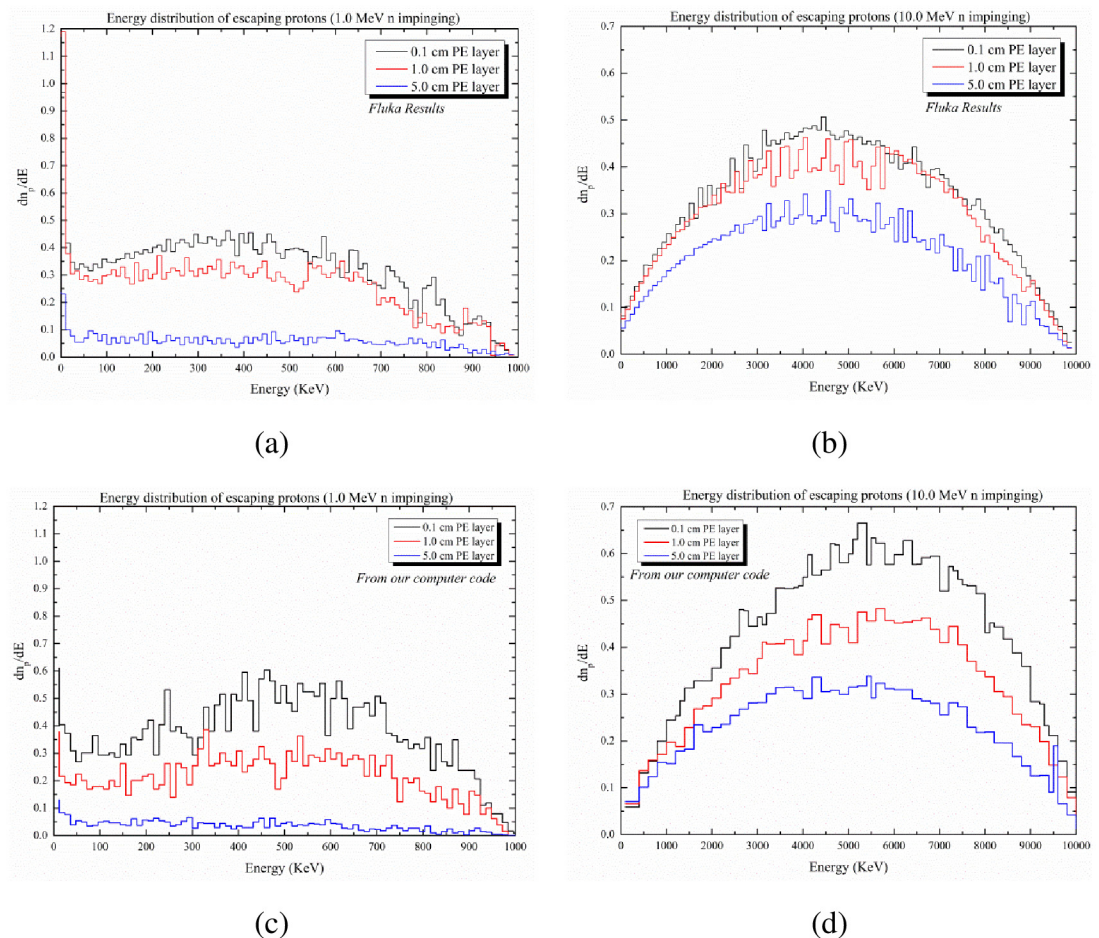 Energy distribution of escaping protons (1.0 MeV n impinging)
1.2
1.1
1.0
0.9
0.8
0.7
0.6
0.5
0.4
0.3
0.2
0.1
0.0
dn_p/dE
0.1 cm PE layer
1.0 cm PE layer
5.0 cm PE layer
Fluka Results
0 100 200 300 400 500 600 700 800 900 1000
Energy (KeV)
(a)
Energy distribution of escaping protons (10.0 MeV n impinging)
0.7
0.6
0.5
0.4
0.3
0.2
0.1
0.0
dn_p/dE
0.1 cm PE layer
1.0 cm PE layer
5.0 cm PE layer
Fluka Results
0 1000 2000 3000 4000 5000 6000 7000 8000 9000 10000
Energy (KeV)
(b)
Energy distribution of escaping protons (1.0 MeV n impinging)
1.2
1.1
1.0
0.9
0.8
0.7
0.6
0.5
0.4
0.3
0.2
0.1
0.0
dn_p/dE
0.1 cm PE layer
1.0 cm PE layer
5.0 cm PE layer
From our computer code
0 100 200 300 400 500 600 700 800 900 1000
Energy (KeV)
(c)
Energy distribution of escaping protons (10.0 MeV n impinging)
0.7
0.6
0.5
0.4
0.3
0.2
0.1
0.0
dn_p/dE
0.1 cm PE layer
1.0 cm PE layer
5.0 cm PE layer
From our computer code
0 1000 2000 3000 4000 5000 6000 7000 8000 9000 10000
Energy (KeV)
(d)